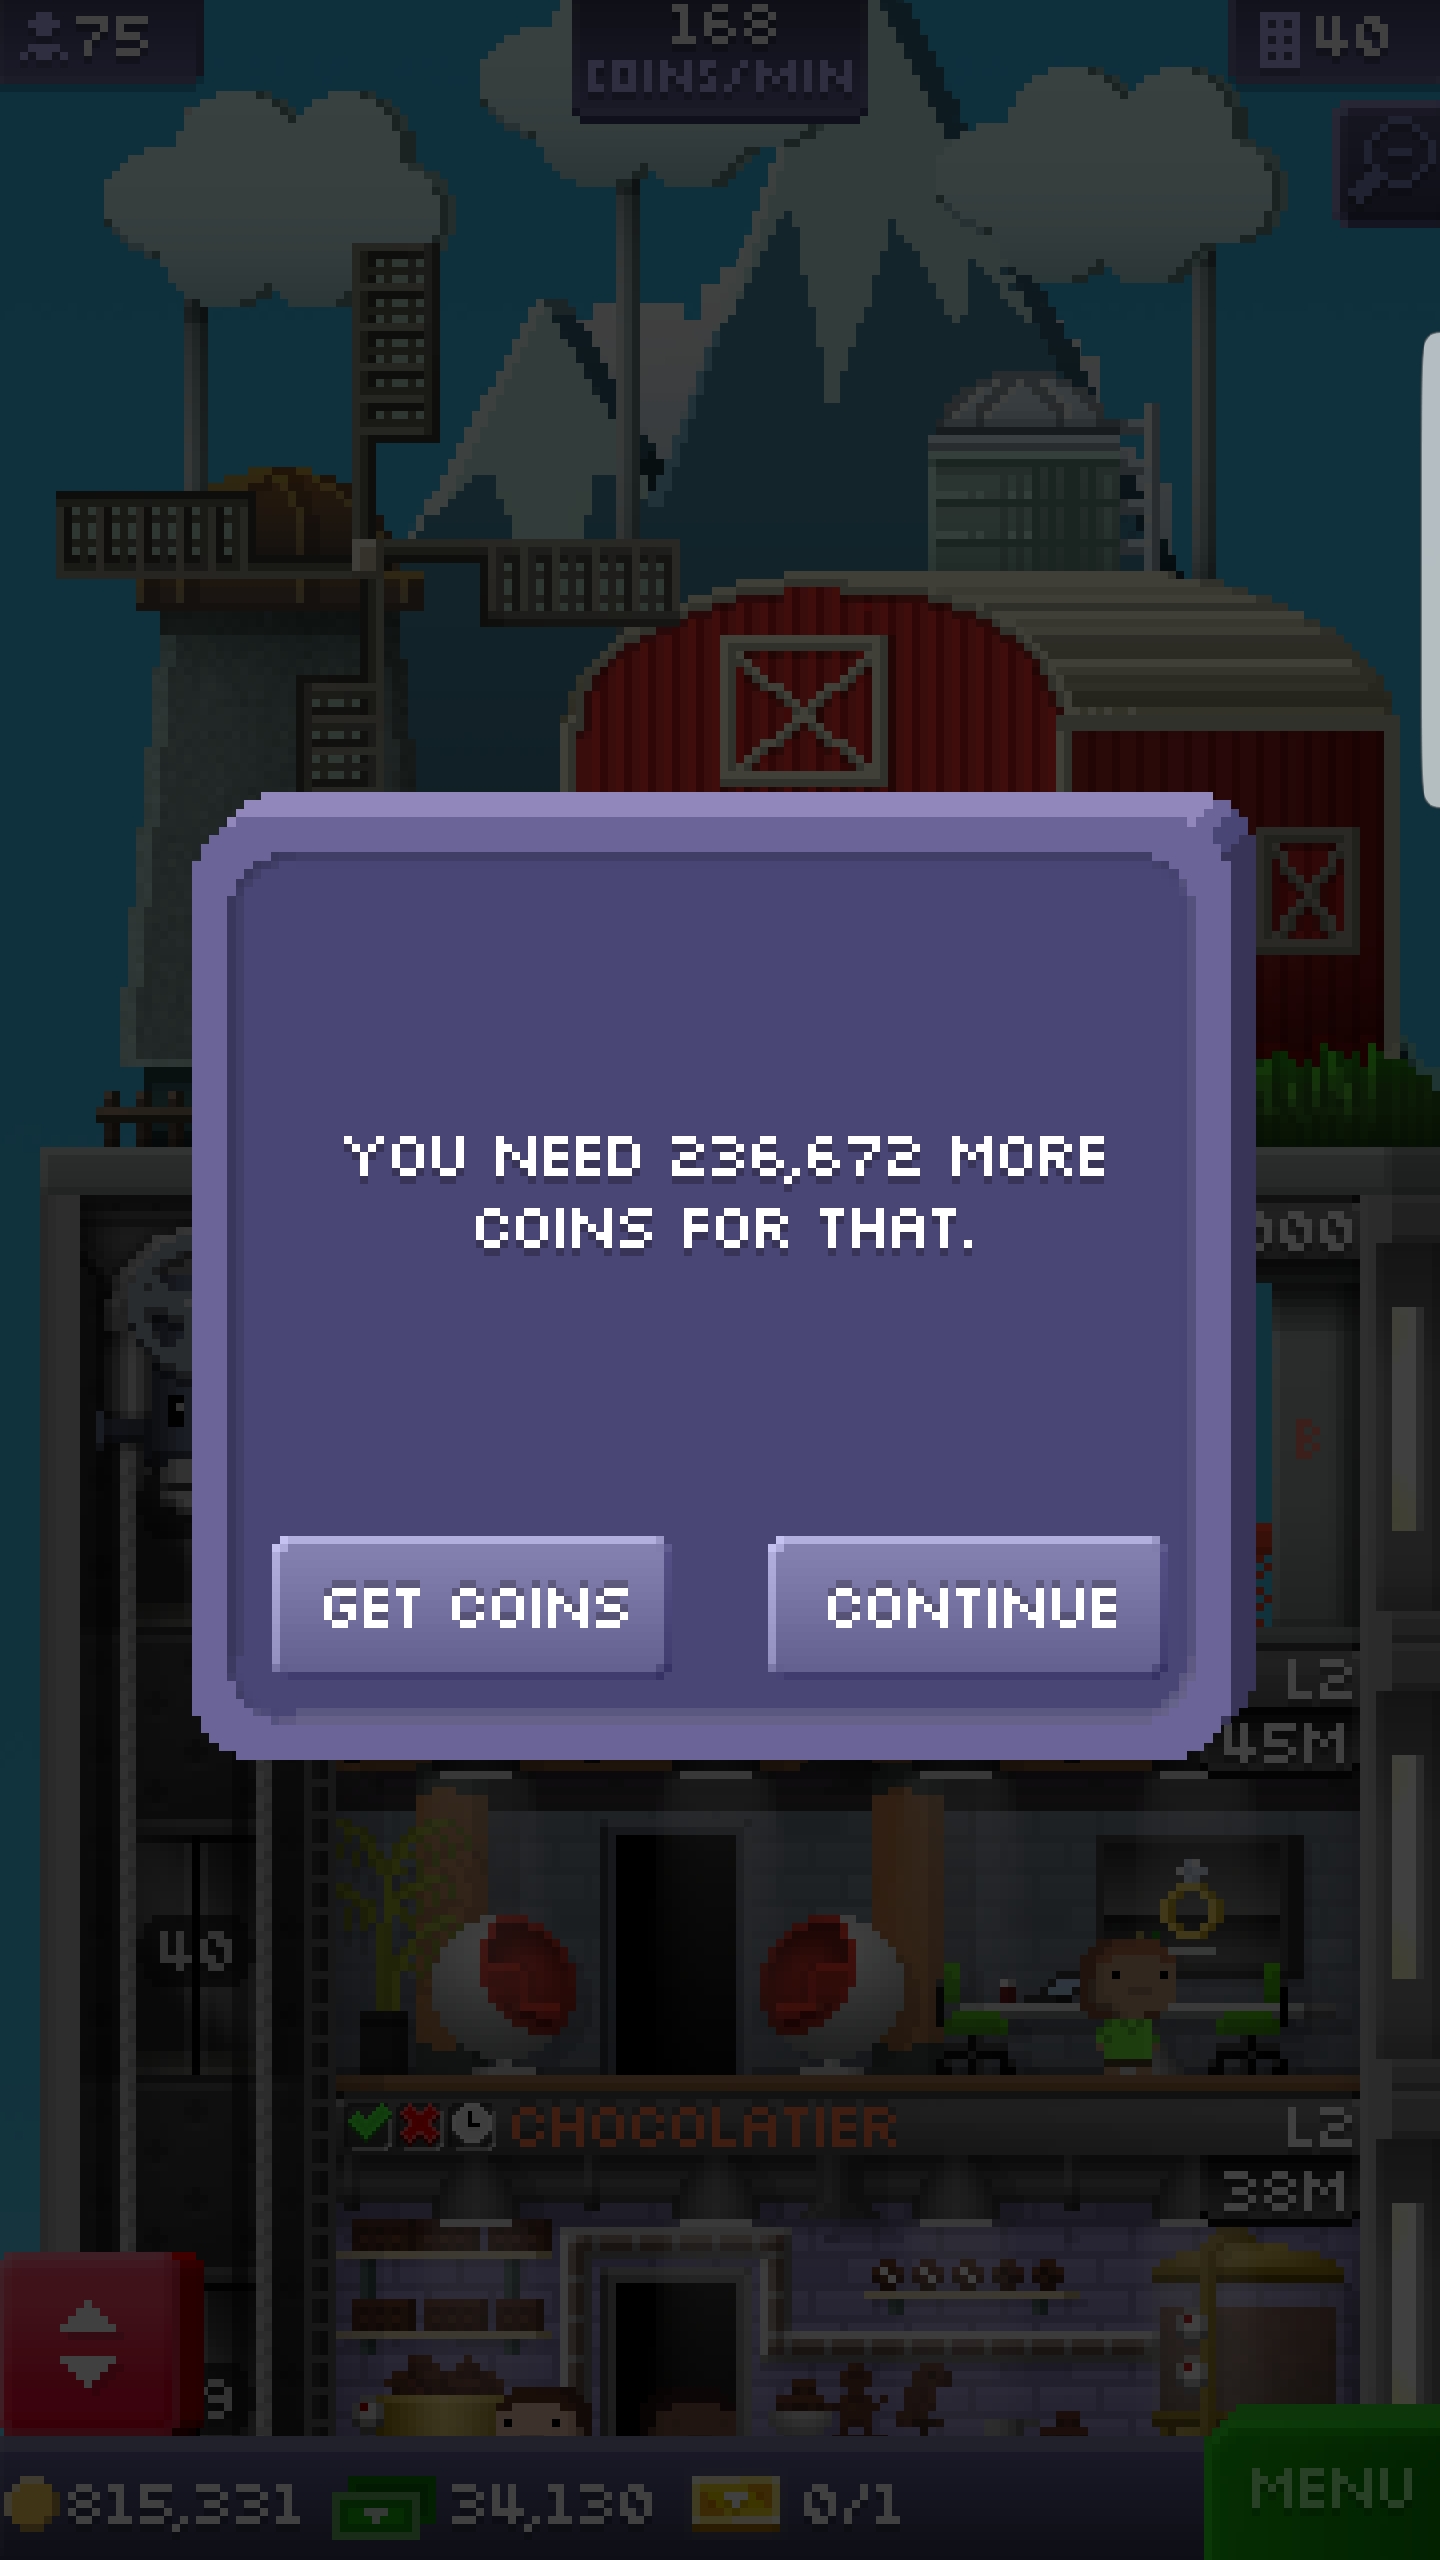 75
168
COINS/MIN
40
YOU NEED 236,672 MORE
COINS FOR THAT.
GET COINS
CONTINUE
000
B
L2
45M
40
CHOCOLATIER
L2
38M
9
815,331
34,130
0/1
MENU